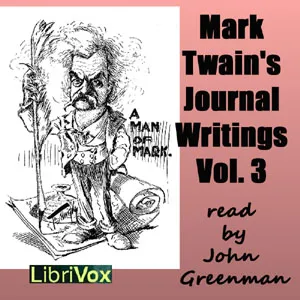 Mark
Twain's
Journal
Writings
Vol. 3
A
MAN
OF
MARK.
read
by
John
Greenman
LibriVox